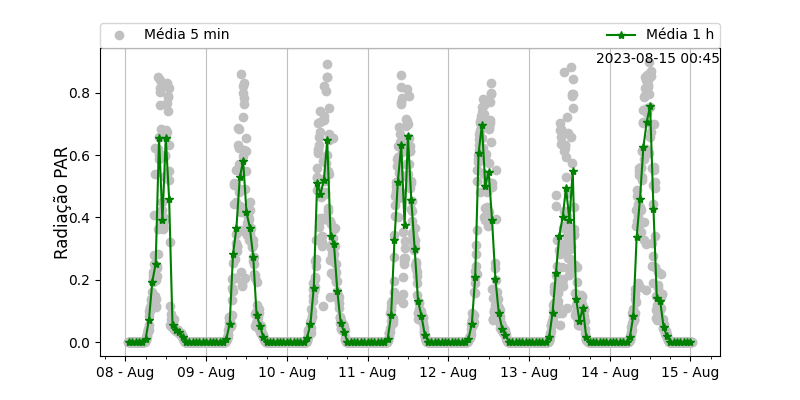 Média 5 min
Média 1 h
2023-08-15 00:45
Radiação PAR
0.8
0.6
0.4
0.2
0.0
08 - Aug
09 - Aug
10 - Aug
11 - Aug
12 - Aug
13 - Aug
14 - Aug
15 - Aug